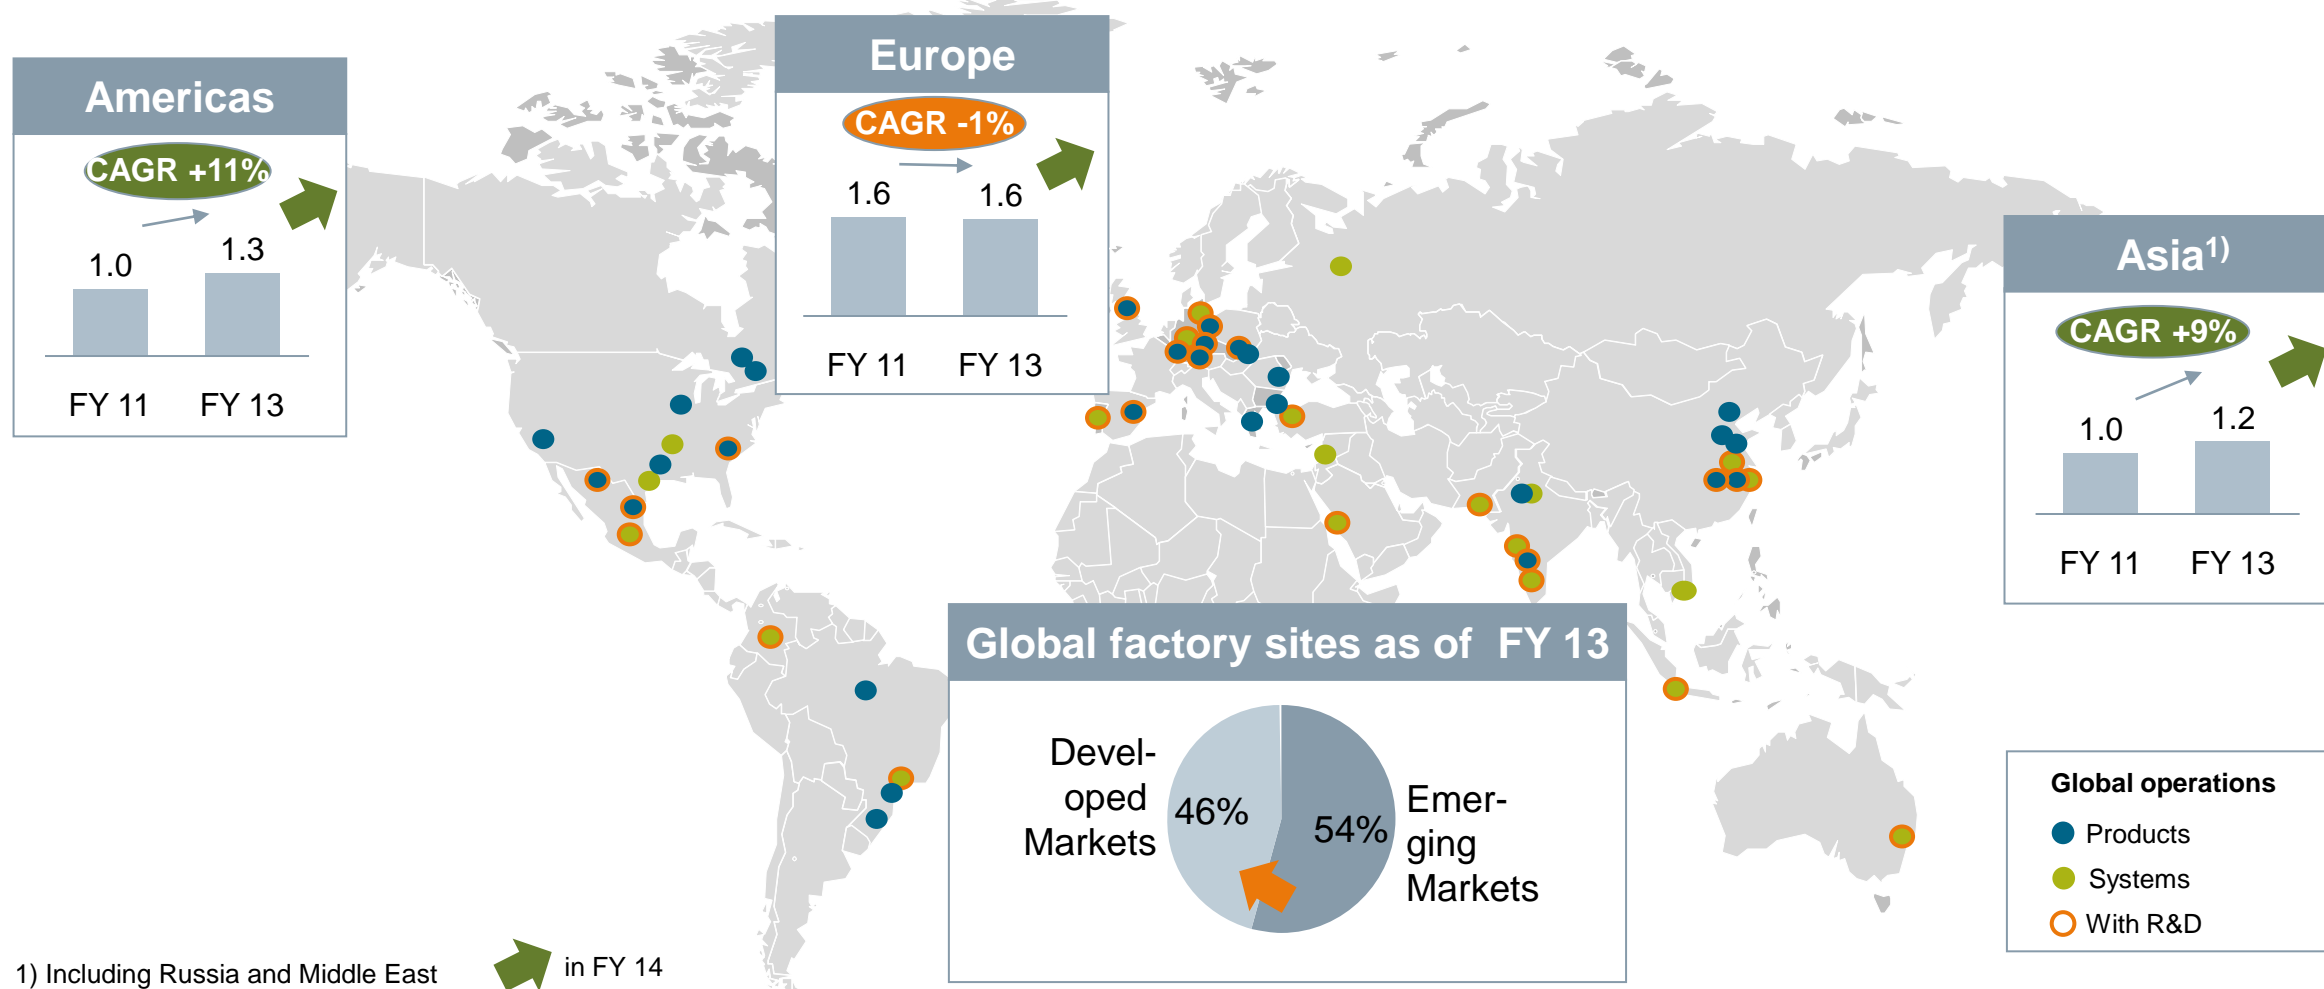 Americas
CAGR +11%
1.0
1.3
FY 11
FY 13
Europe
CAGR -1%
1.6
1.6
FY 11
FY 13
Asia1)
CAGR +9%
1.0
1.2
FY 11
FY 13
Global factory sites as of FY 13
Devel-
oped
Markets
46%
54%
Emer-
ging
Markets
Global operations
Products
Systems
With R&D
1) Including Russia and Middle East
in FY 14